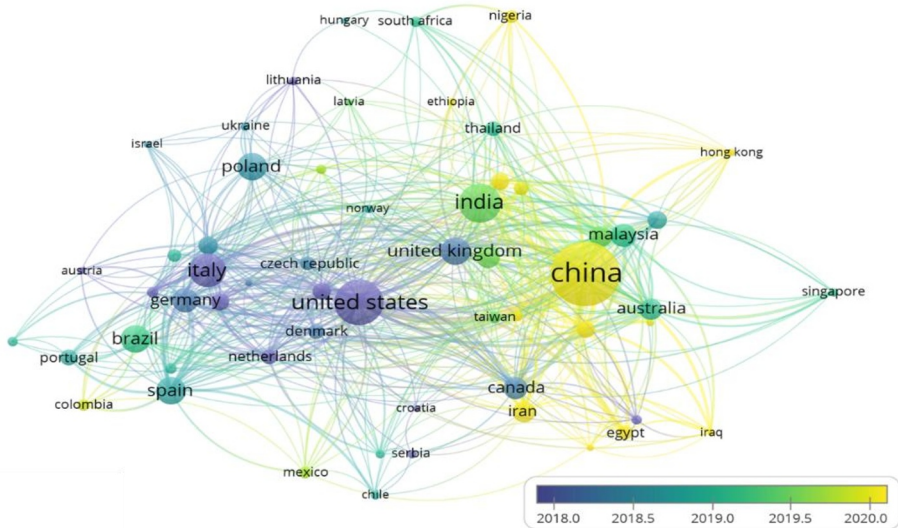 hungary
south africa
nigeria
lithuania
latvia
ethiopia
ukraine
thailand
israel
hong kong
poland
india
norway
malaysia
united kingdom
czech republic
italy
austria
china
singapore
germany
united states
australia
taiwan
brazil
denmark
portugal
netherlands
spain
canada
colombia
croatia
iran
egypt
iraq
serbia
mexico
chile
2018.0 2018.5 2019.0 2019.5 2020.0